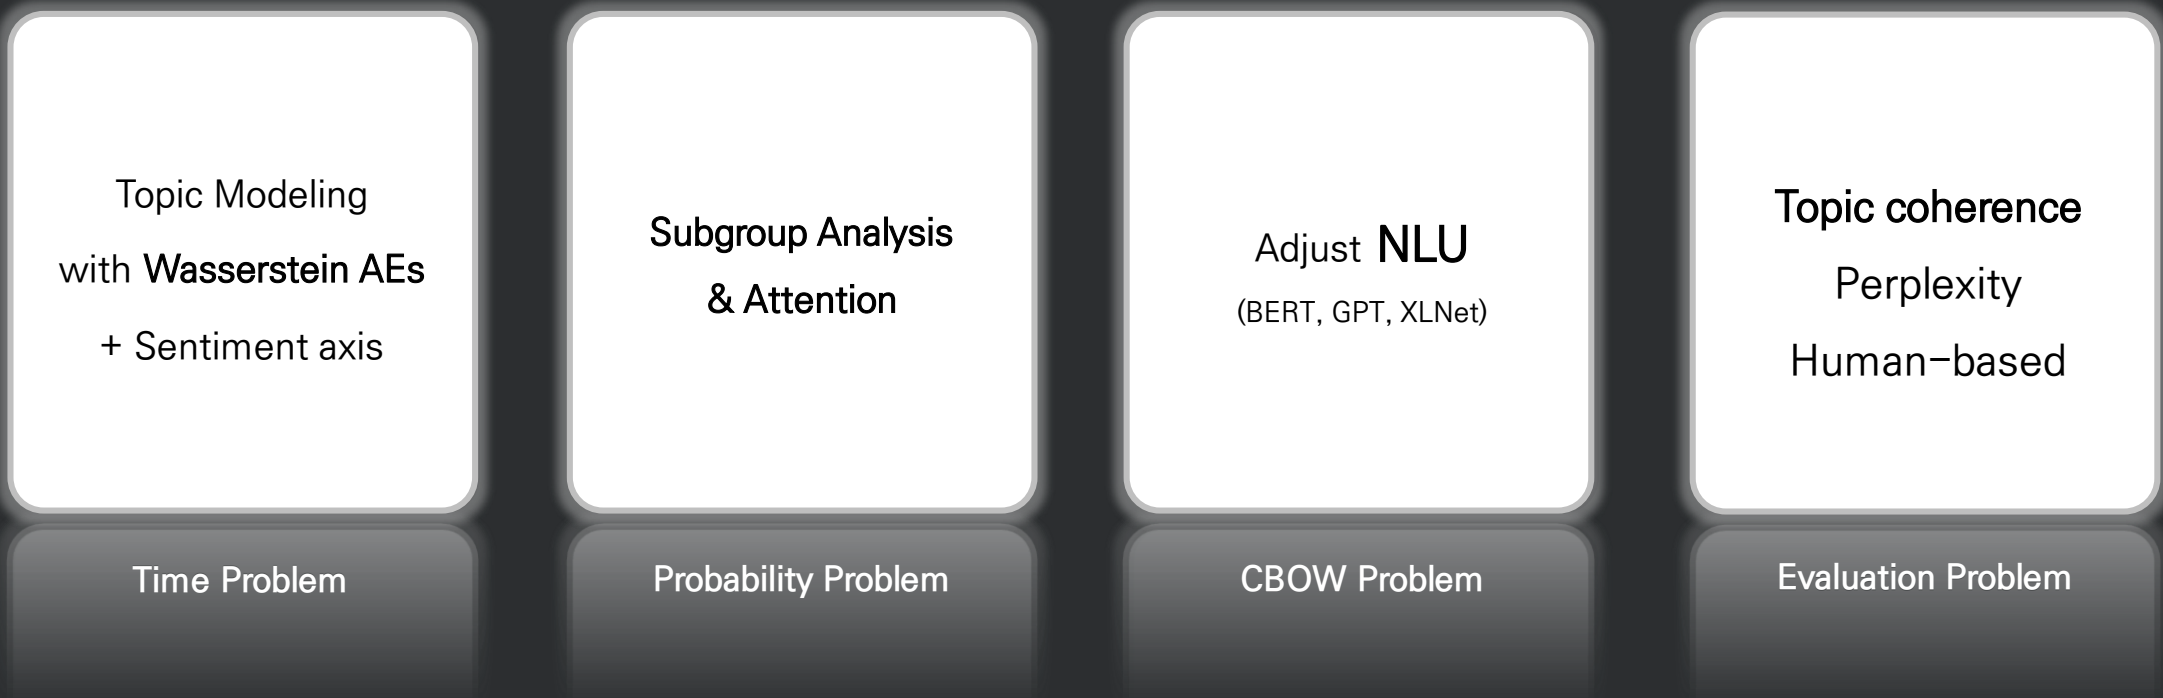 Topic Modeling
with Wasserstein AEs
+ Sentiment axis
Time Problem
Subgroup Analysis
& Attention
Probability Problem
Adjust NLU
(BERT, GPT, XLNet)
CBOW Problem
Topic coherence
Perplexity
Human-based
Evaluation Problem